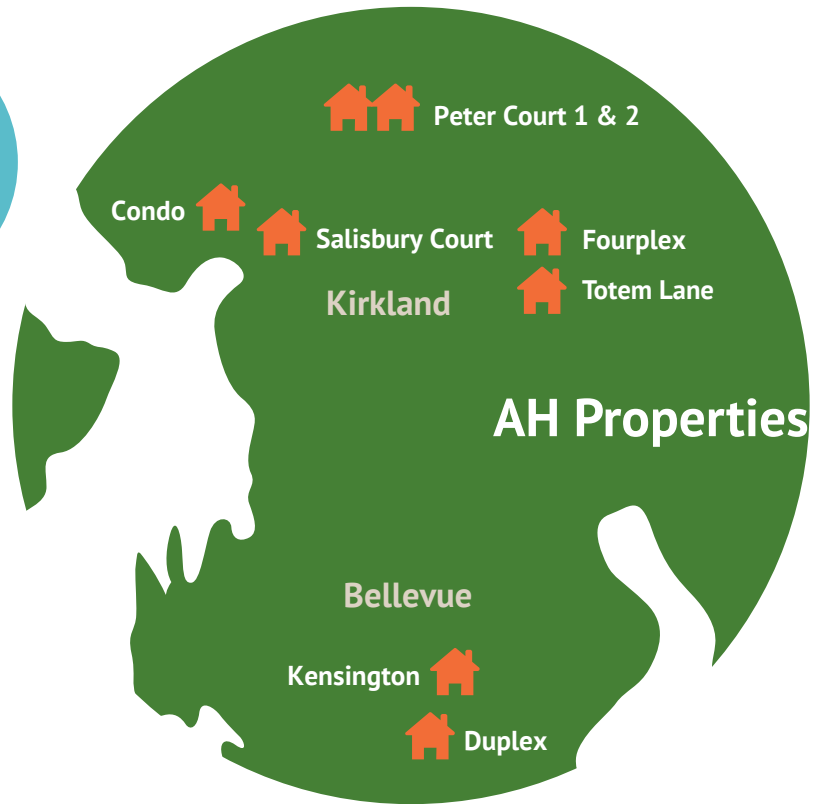 Peter Court 1 & 2
Condo
Salisbury Court
Fourplex
Totem Lane
Kirkland
AH Properties
Bellevue
Kensington
Duplex